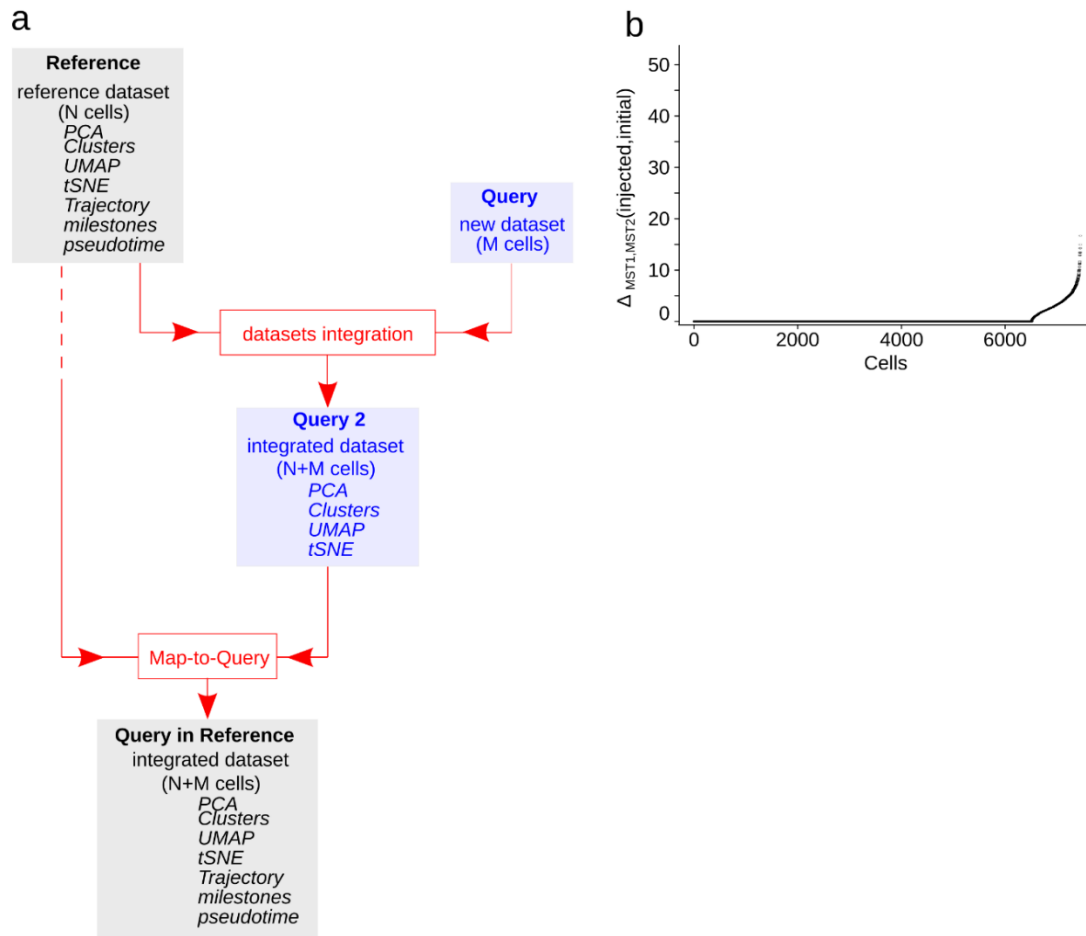 a
Reference
reference dataset
(N cells)
PCA
Clusters
UMAP
tSNE
Trajectory
milestones
pseudotime
Query
new dataset
(M cells)
datasets integration
Query 2
integrated dataset
(N+M cells)
PCA
Clusters
UMAP
tSNE
Map-to-Query
Query in Reference
integrated dataset
(N+M cells)
PCA
Clusters
UMAP
tSNE
Trajectory
milestones
pseudotime
b
Δ MST1,MST2(injected,initial)
50
40
30
20
10
0
0 2000 4000 6000
Cells